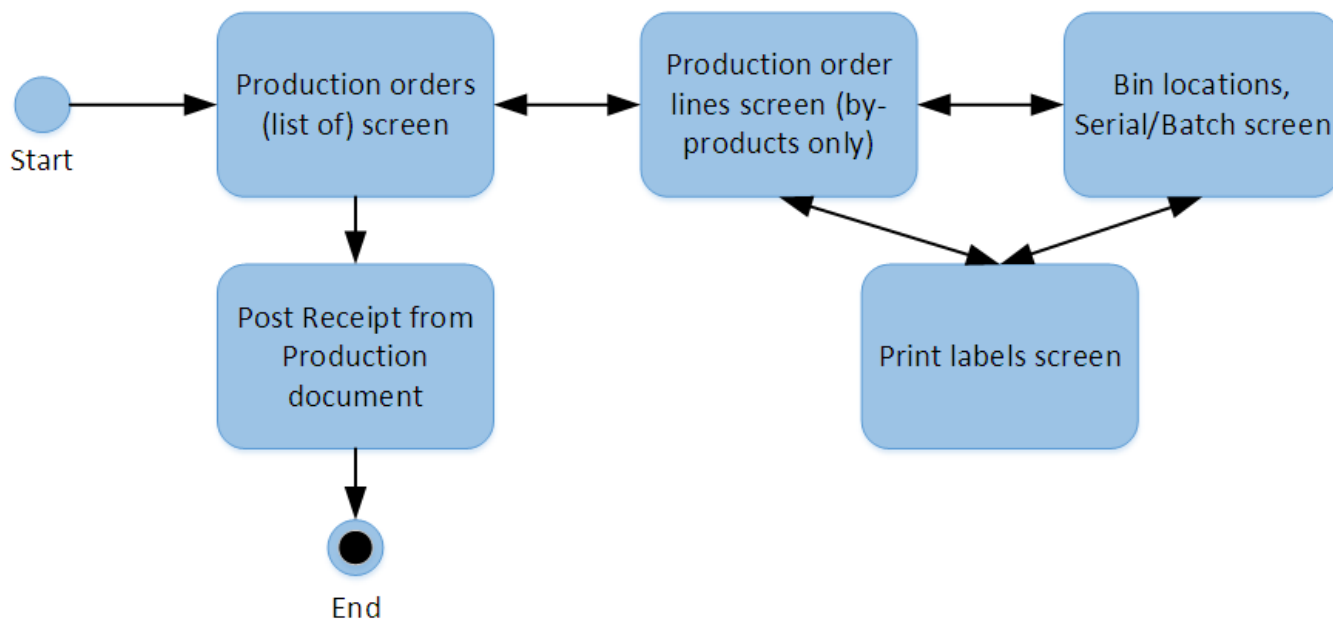 Production orders
(list of) screen
Production order
lines screen (by-
products only)
Bin locations,
Serial/Batch screen
Start
Post Receipt from
Production
document
Print labels screen
End